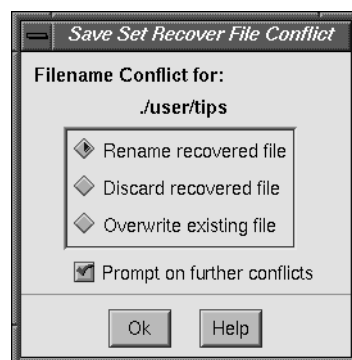 Save Set Recover File Conflict
Filename Conflict for:
./user/tips
Rename recovered file
Discard recovered file
Overwrite existing file
Prompt on further conflicts
Ok
Help